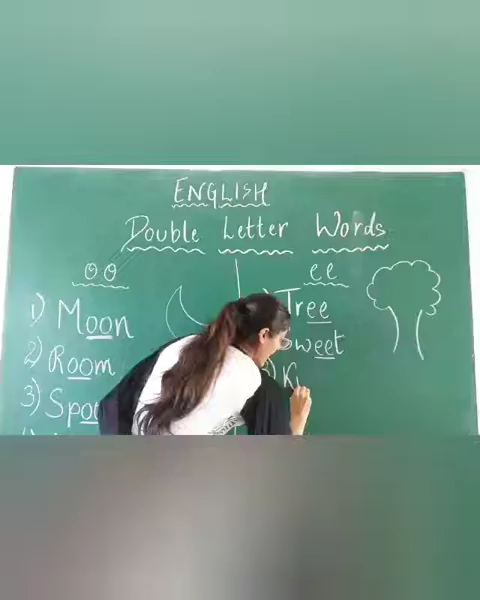 ENGLISH
Double Letter Words
oo
1) Moon
2) Room
3) Spoo
ee
Tree
Sweet
K